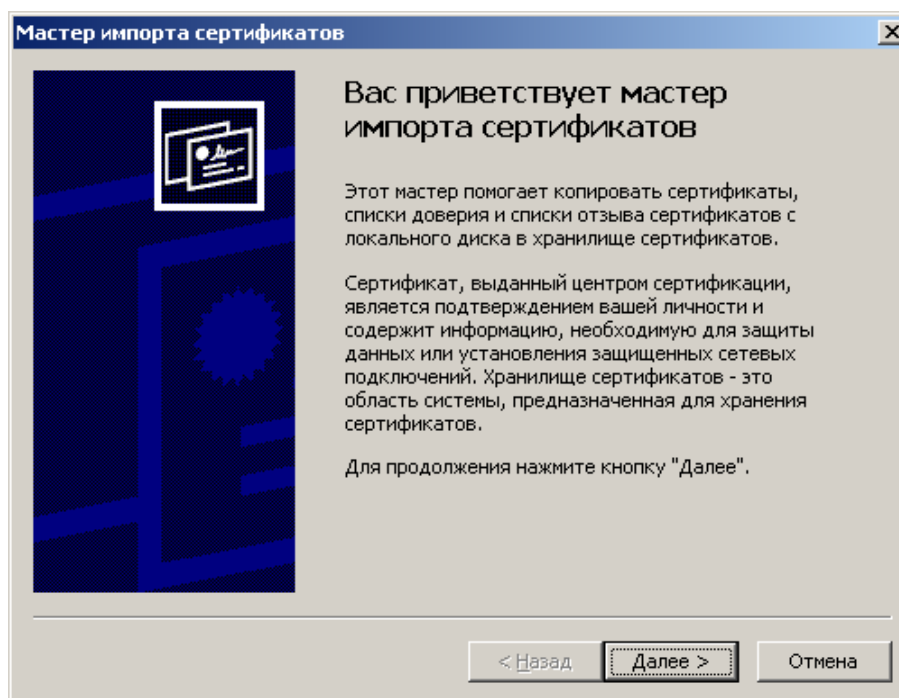 Мастер импорта сертификатов
Вас приветствует мастер
импорта сертификатов
Этот мастер помогает копировать сертификаты,
списки доверия и списки отзыва сертификатов с
локального диска в хранилище сертификатов.
Сертификат, выданный центром сертификации,
является подтверждением вашей личности и
содержит информацию, необходимую для защиты
данных или установления защищенных сетевых
подключений. Хранилище сертификатов - это
область системы, предназначенная для хранения
сертификатов.
Для продолжения нажмите кнопку "Далее".
< Назад Далее > Отмена